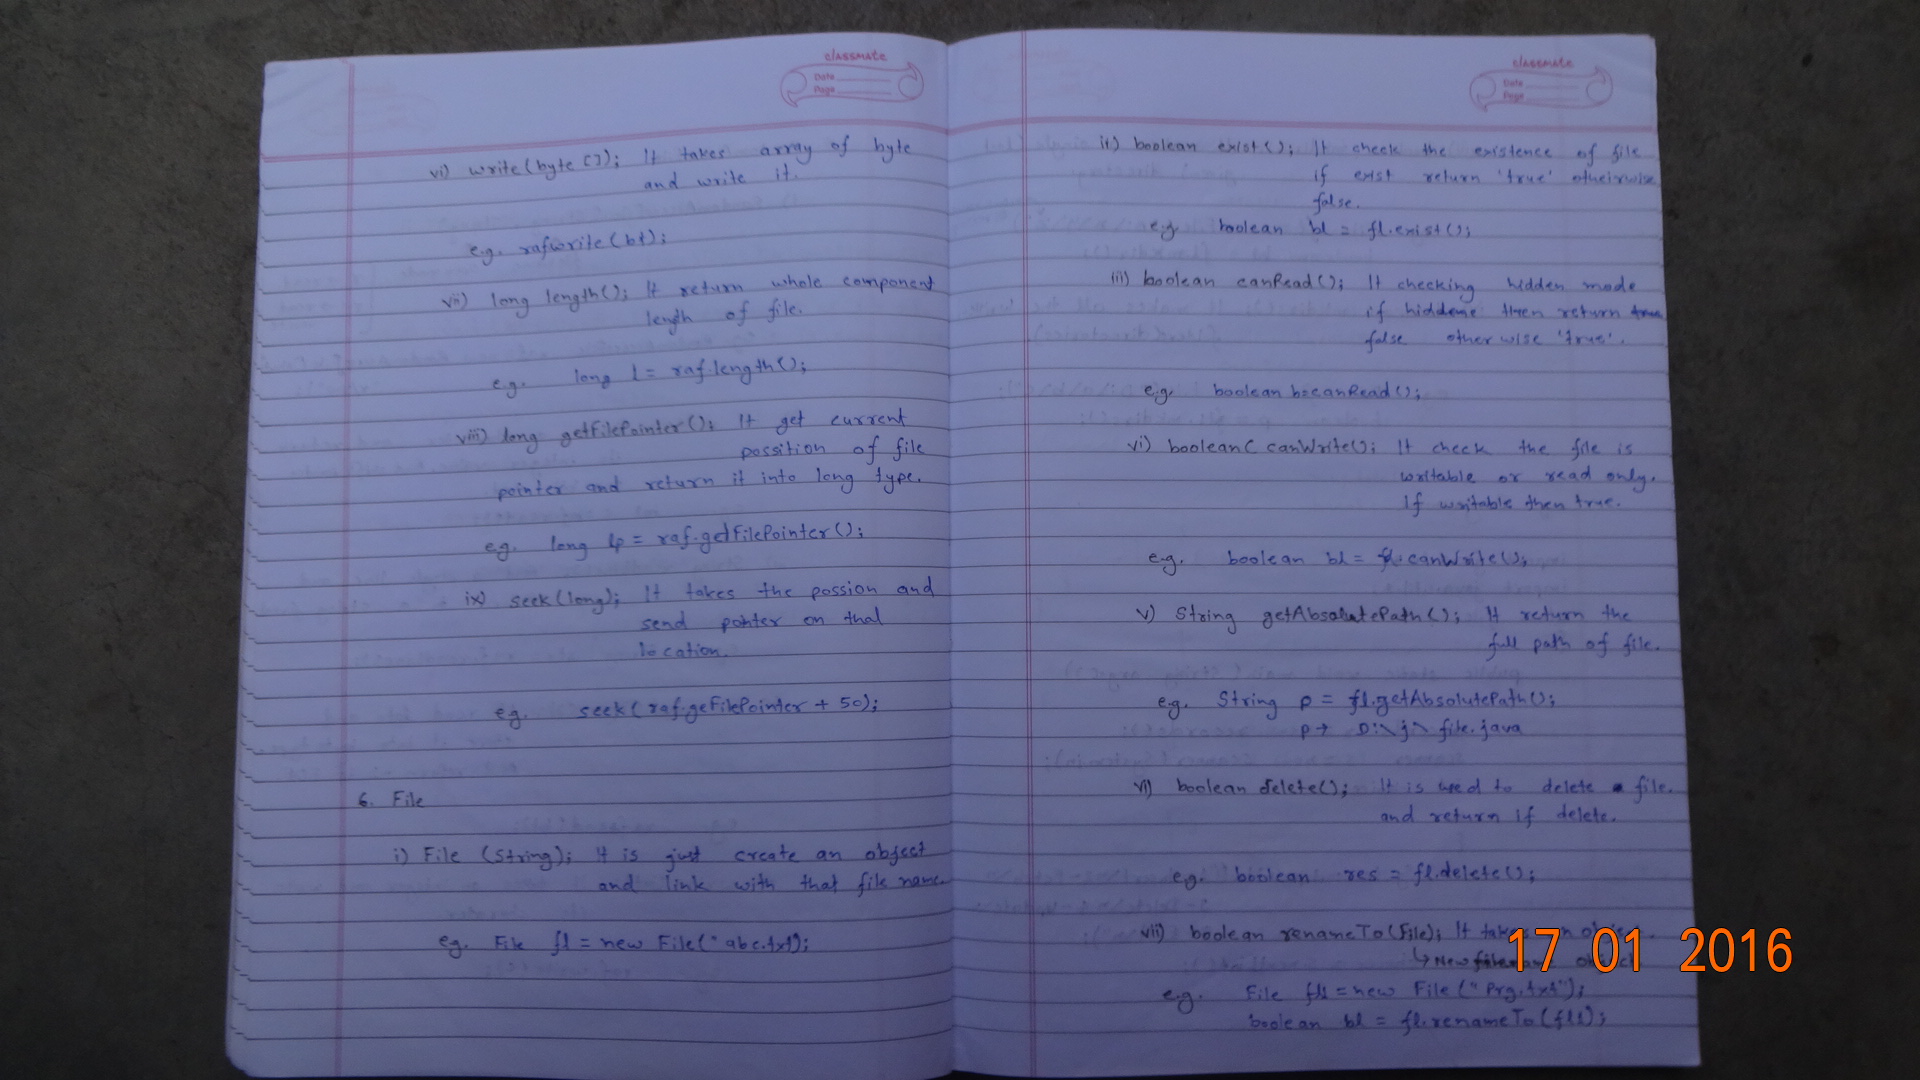 classmate
Date
Page
vi) write(byte []); It takes array of byte
and write it.
e.g. rafwrite(bt);
vii) long length(); It return whole component
length of file.
e.g. long l = raf.length();
viii) long getFilePointer(); It get current
possition of file
pointer and return it into long type.
e.g. long lp = raf.getFilePointer();
ix) seek(long); It takes the possion and
send pointer on that
location.
eg. seek(raf.geFilePointer + 50);
6. File
i) File (String); It is just create an object
and link with that file name.
eg. File fl = new File("abc.txt);
classmate
Date
Page
ii) boolean exist(); It check the existence of file
if exst return 'true' otheirwise
false.
e.g boolean bl = fl.exist();
iii) boolean canRead(); It checking hidden mode
if hiddene then return
false other wise 'true'.
e.g. boolean b=canRead();
vi) boolean( canWrite(); It check the file is
writable or read only.
If writable then true.
e.g. boolean bl = fl.canWrite();
v) String getAbsolutePath(); It return the
full path of file.
e.g. String p = fl.getAbsolutePath();
p→ D:\j\ file.java
vi) boolean delete(); It is used to delete file.
and return if delete.
e.g. boolean res = fl.delete();
vii) boolean renameTo(File); It takes an
↳ New object
e.g. File fl1 = new File("Prg.txt");
boolean bl = fl.renameTo(fl1);
17 01 2016